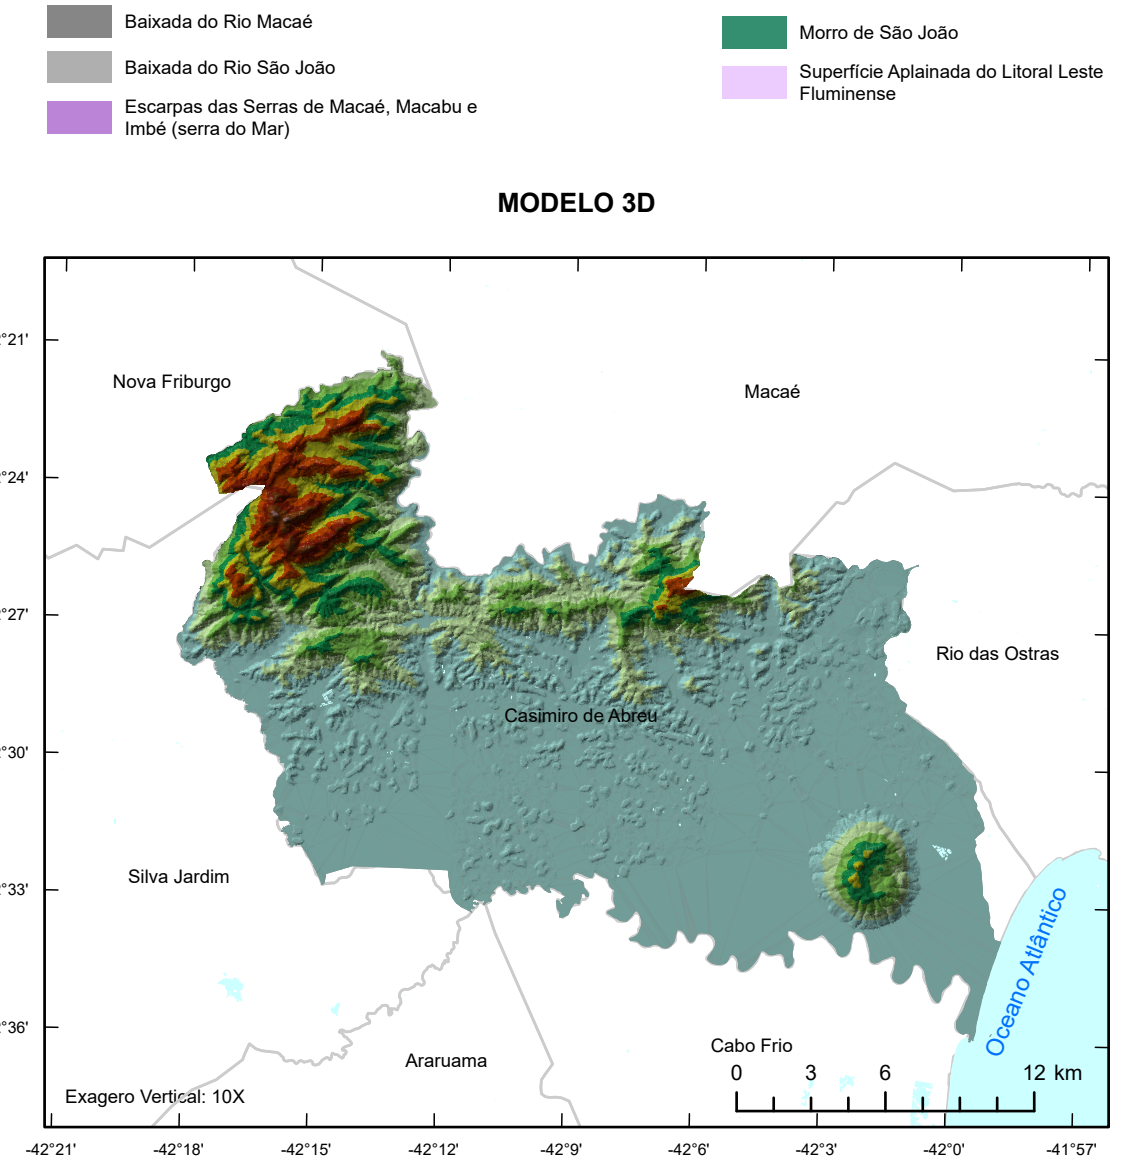 Baixada do Rio Macaé
Baixada do Rio São João
Escarpas das Serras de Macaé, Macabu e
Imbé (serra do Mar)
Morro de São João
Superfície Aplainada do Litoral Leste
Fluminense
MODELO 3D
°21'
Nova Friburgo
Macaé
°24'
°27'
Rio das Ostras
Casimiro de Abreu
°30'
Silva Jardim
°33'
Oceano Atlântico
°36'
Cabo Frio
Araruama
0 3 6 12 km
Exagero Vertical: 10X
-42°21' -42°18' -42°15' -42°12' -42°9' -42°6' -42°3' -42°0' -41°57'